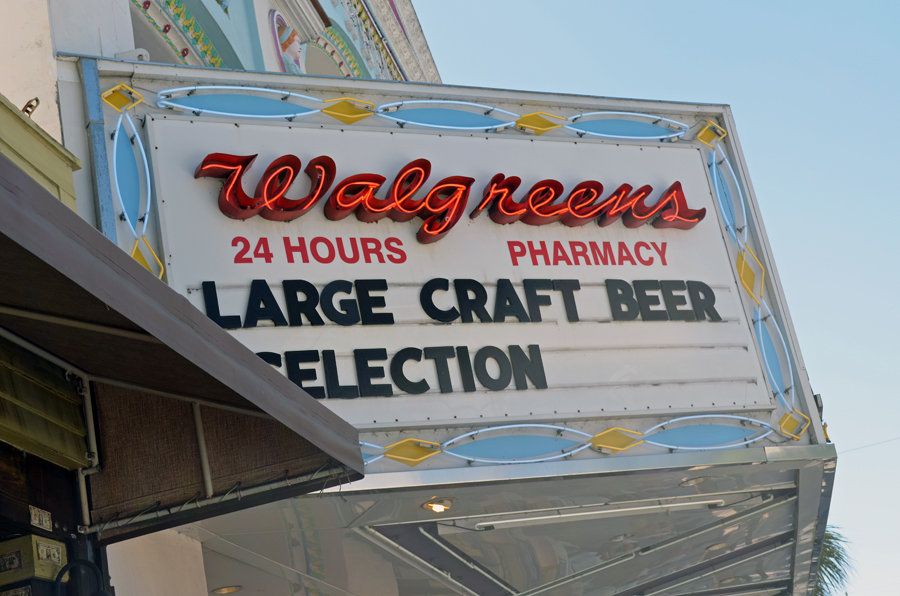 Walgreens
24 HOURS PHARMACY
LARGE CRAFT BEER
SELECTION